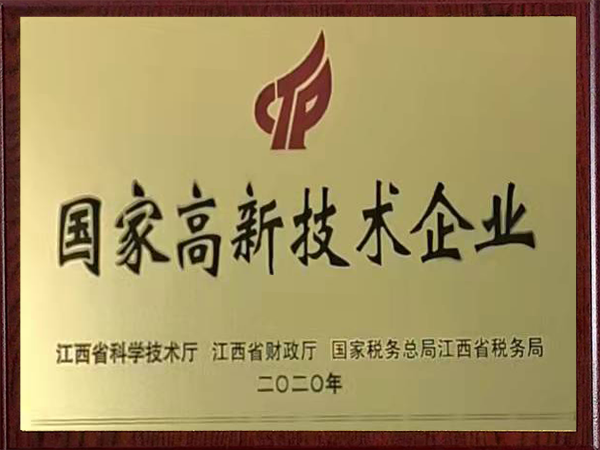 CTP
国家高新技术企业
江西省科学技术厅 江西省财政厅 国家税务总局江西省税务局
二〇二〇年